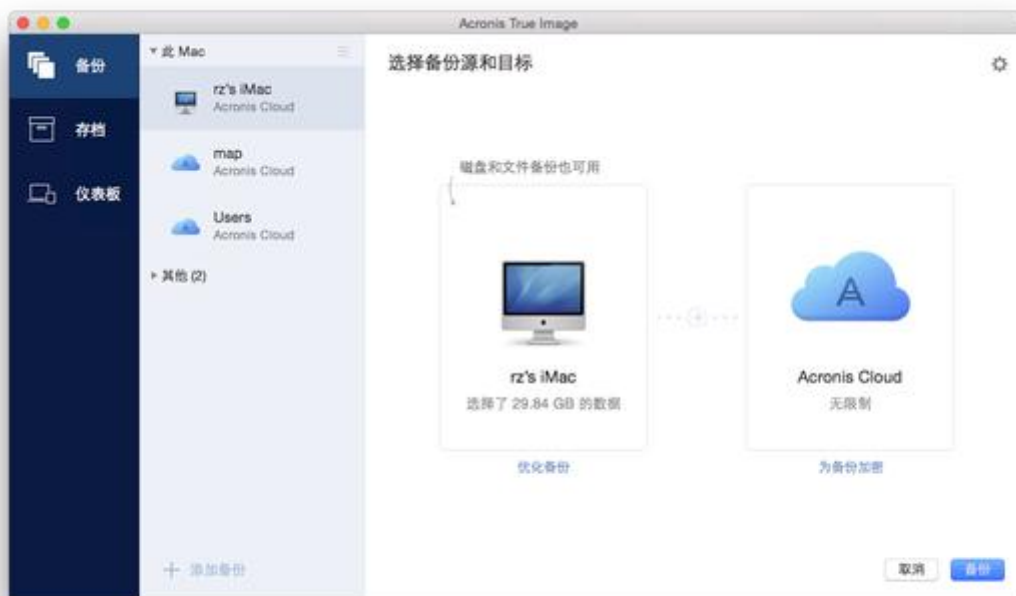 Acronis True Image
备份
存档
仪表板
此 Mac
rz's iMac
Acronis Cloud
map
Acronis Cloud
Users
Acronis Cloud
其他 (2)
添加备份
选择备份源和目标
磁盘和文件备份也可用
rz's iMac
选择了 29.84 GB 的数据
优化备份
Acronis Cloud
无限制
为备份加密
取消
备份